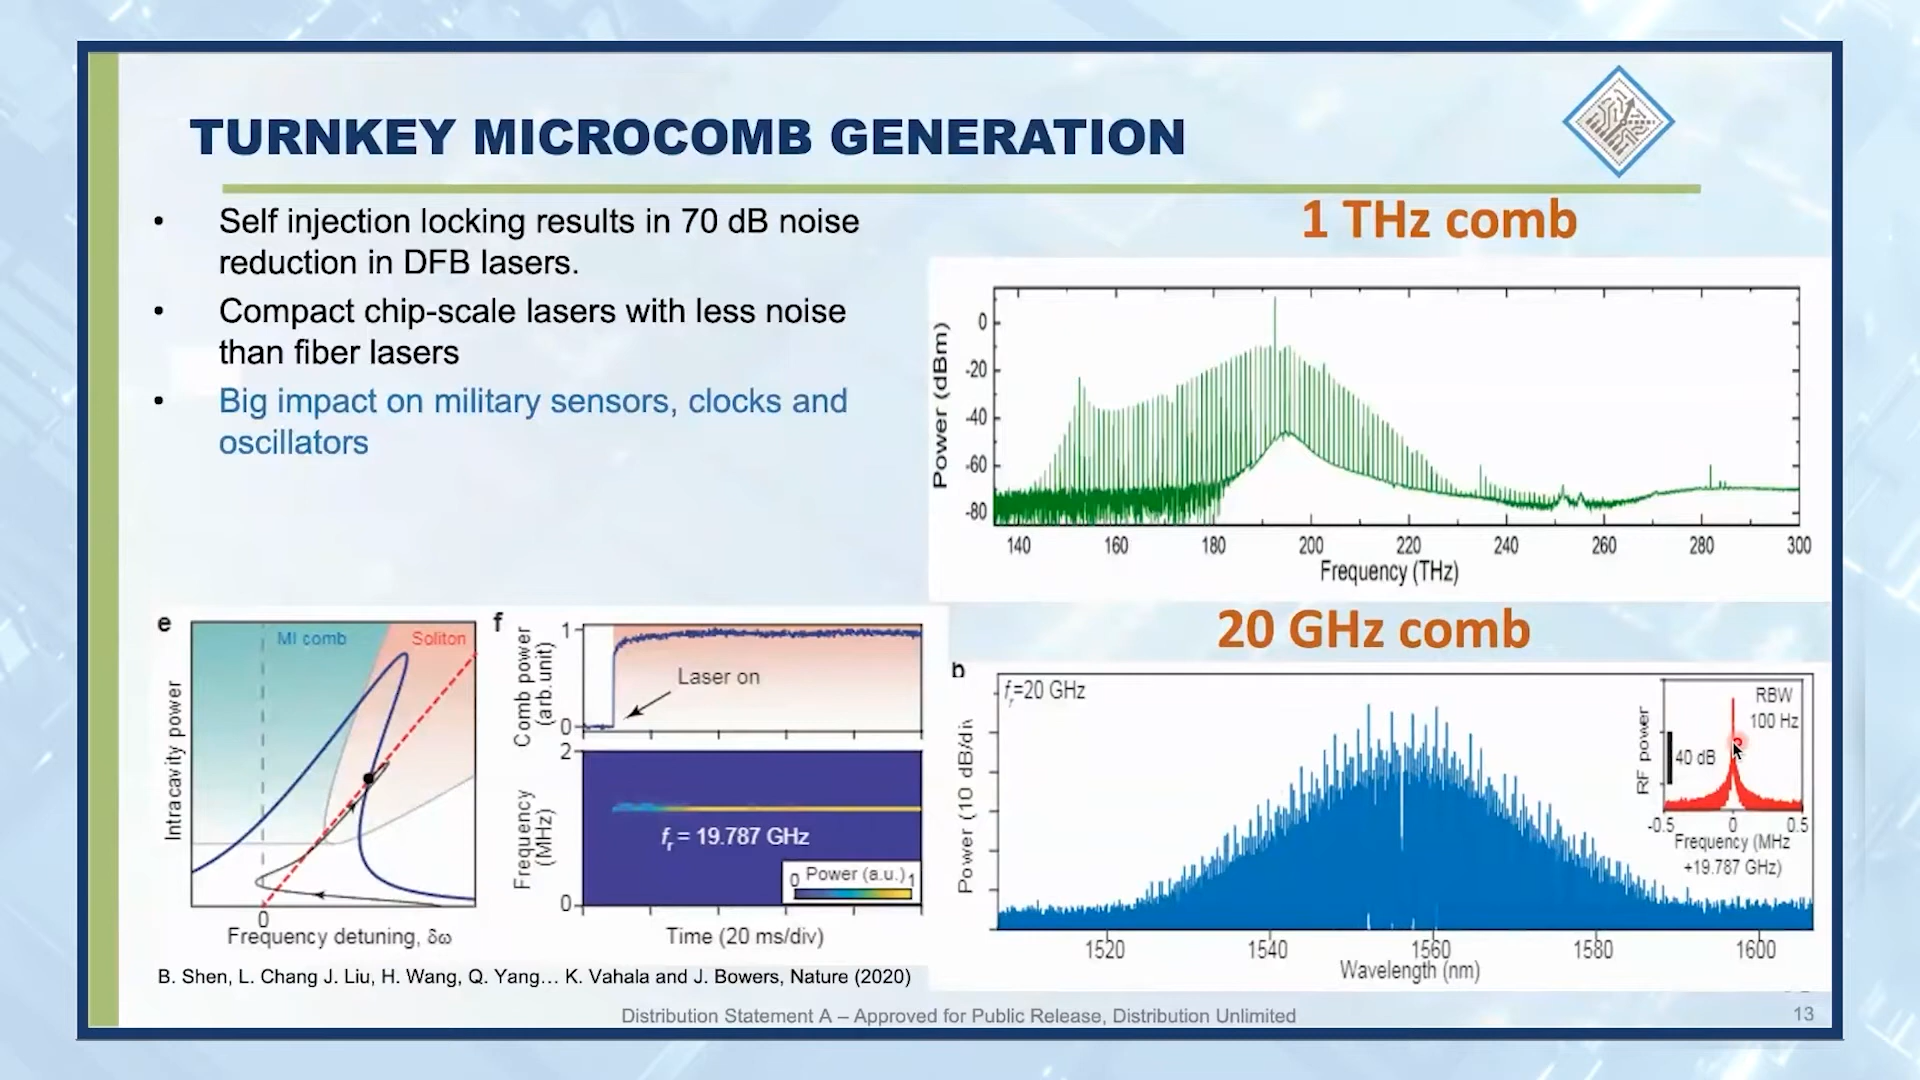 TURNKEY MICROCOMB GENERATION
• Self injection locking results in 70 dB noise
reduction in DFB lasers.
• Compact chip-scale lasers with less noise
than fiber lasers
• Big impact on military sensors, clocks and
oscillators
1 THz comb
Power (dBm)
0
-20
-40
-60
-80
140 160 180 200 220 240 260 280 300
Frequency (THz)
e
MI comb
Soliton
Intracavity power
0
Frequency detuning, δω
f
Comb power
(arb.unit)
1
0
Laser on
Frequency
(MHz)
2
0
fr = 19.787 GHz
0 Power (a.u.) 1
Time (20 ms/div)
20 GHz comb
b
fr=20 GHz
Power (10 dB/div
RF power
40 dB
RBW
100 Hz
-0.5 0 0.5
Frequency (MHz
+19.787 GHz)
1520 1540 1560 1580 1600
Wavelength (nm)
B. Shen, L. Chang J. Liu, H. Wang, Q. Yang… K. Vahala and J. Bowers, Nature (2020)
Distribution Statement A – Approved for Public Release, Distribution Unlimited
13